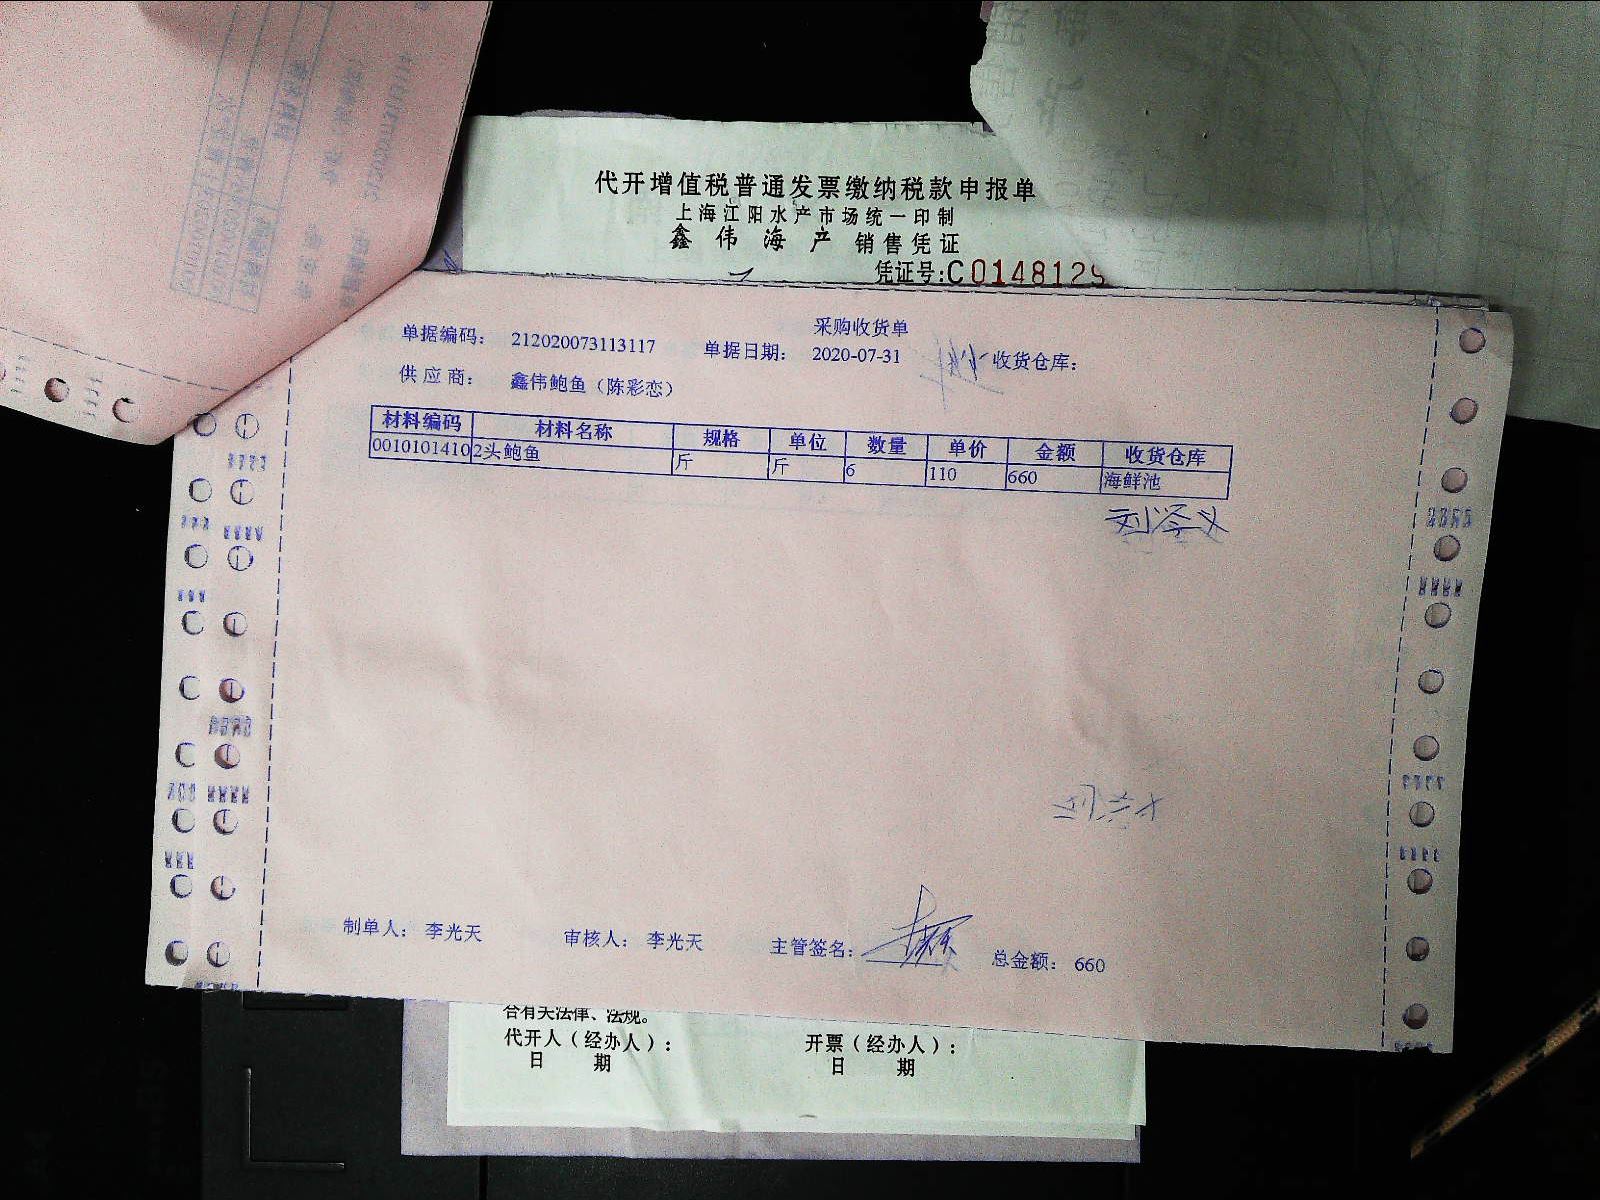 代开增值税普通发票缴纳税款申报单
上海江阳水产市场统一印制
鑫伟海产 销售凭证
凭证号:C0148129
采购收货单
单据编码: 212020073113117 单据日期: 2020-07-31 收货仓库:
供应商: 鑫伟鲍鱼（陈彩恋）
材料编码 材料名称 规格 单位 数量 单价 金额 收货仓库
0010101410 2头鲍鱼 斤 斤 6 110 660 海鲜池
制单人: 李光天 审核人: 李光天 主管签名: 总金额: 660
合有关法律、法规。
代开人（经办人）: 开票（经办人）:
日 期 日 期